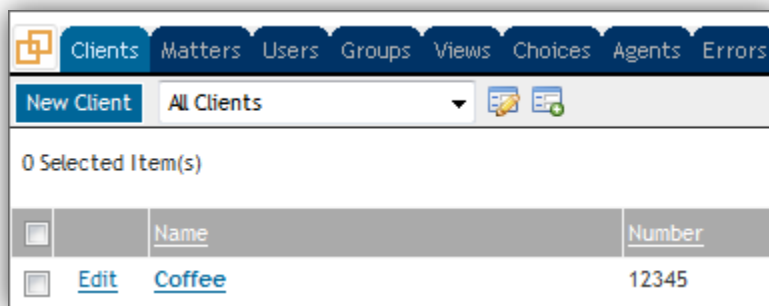 Clients Matters Users Groups Views Choices Agents Errors
New Client All Clients
0 Selected Item(s)
Name Number
Edit Coffee 12345